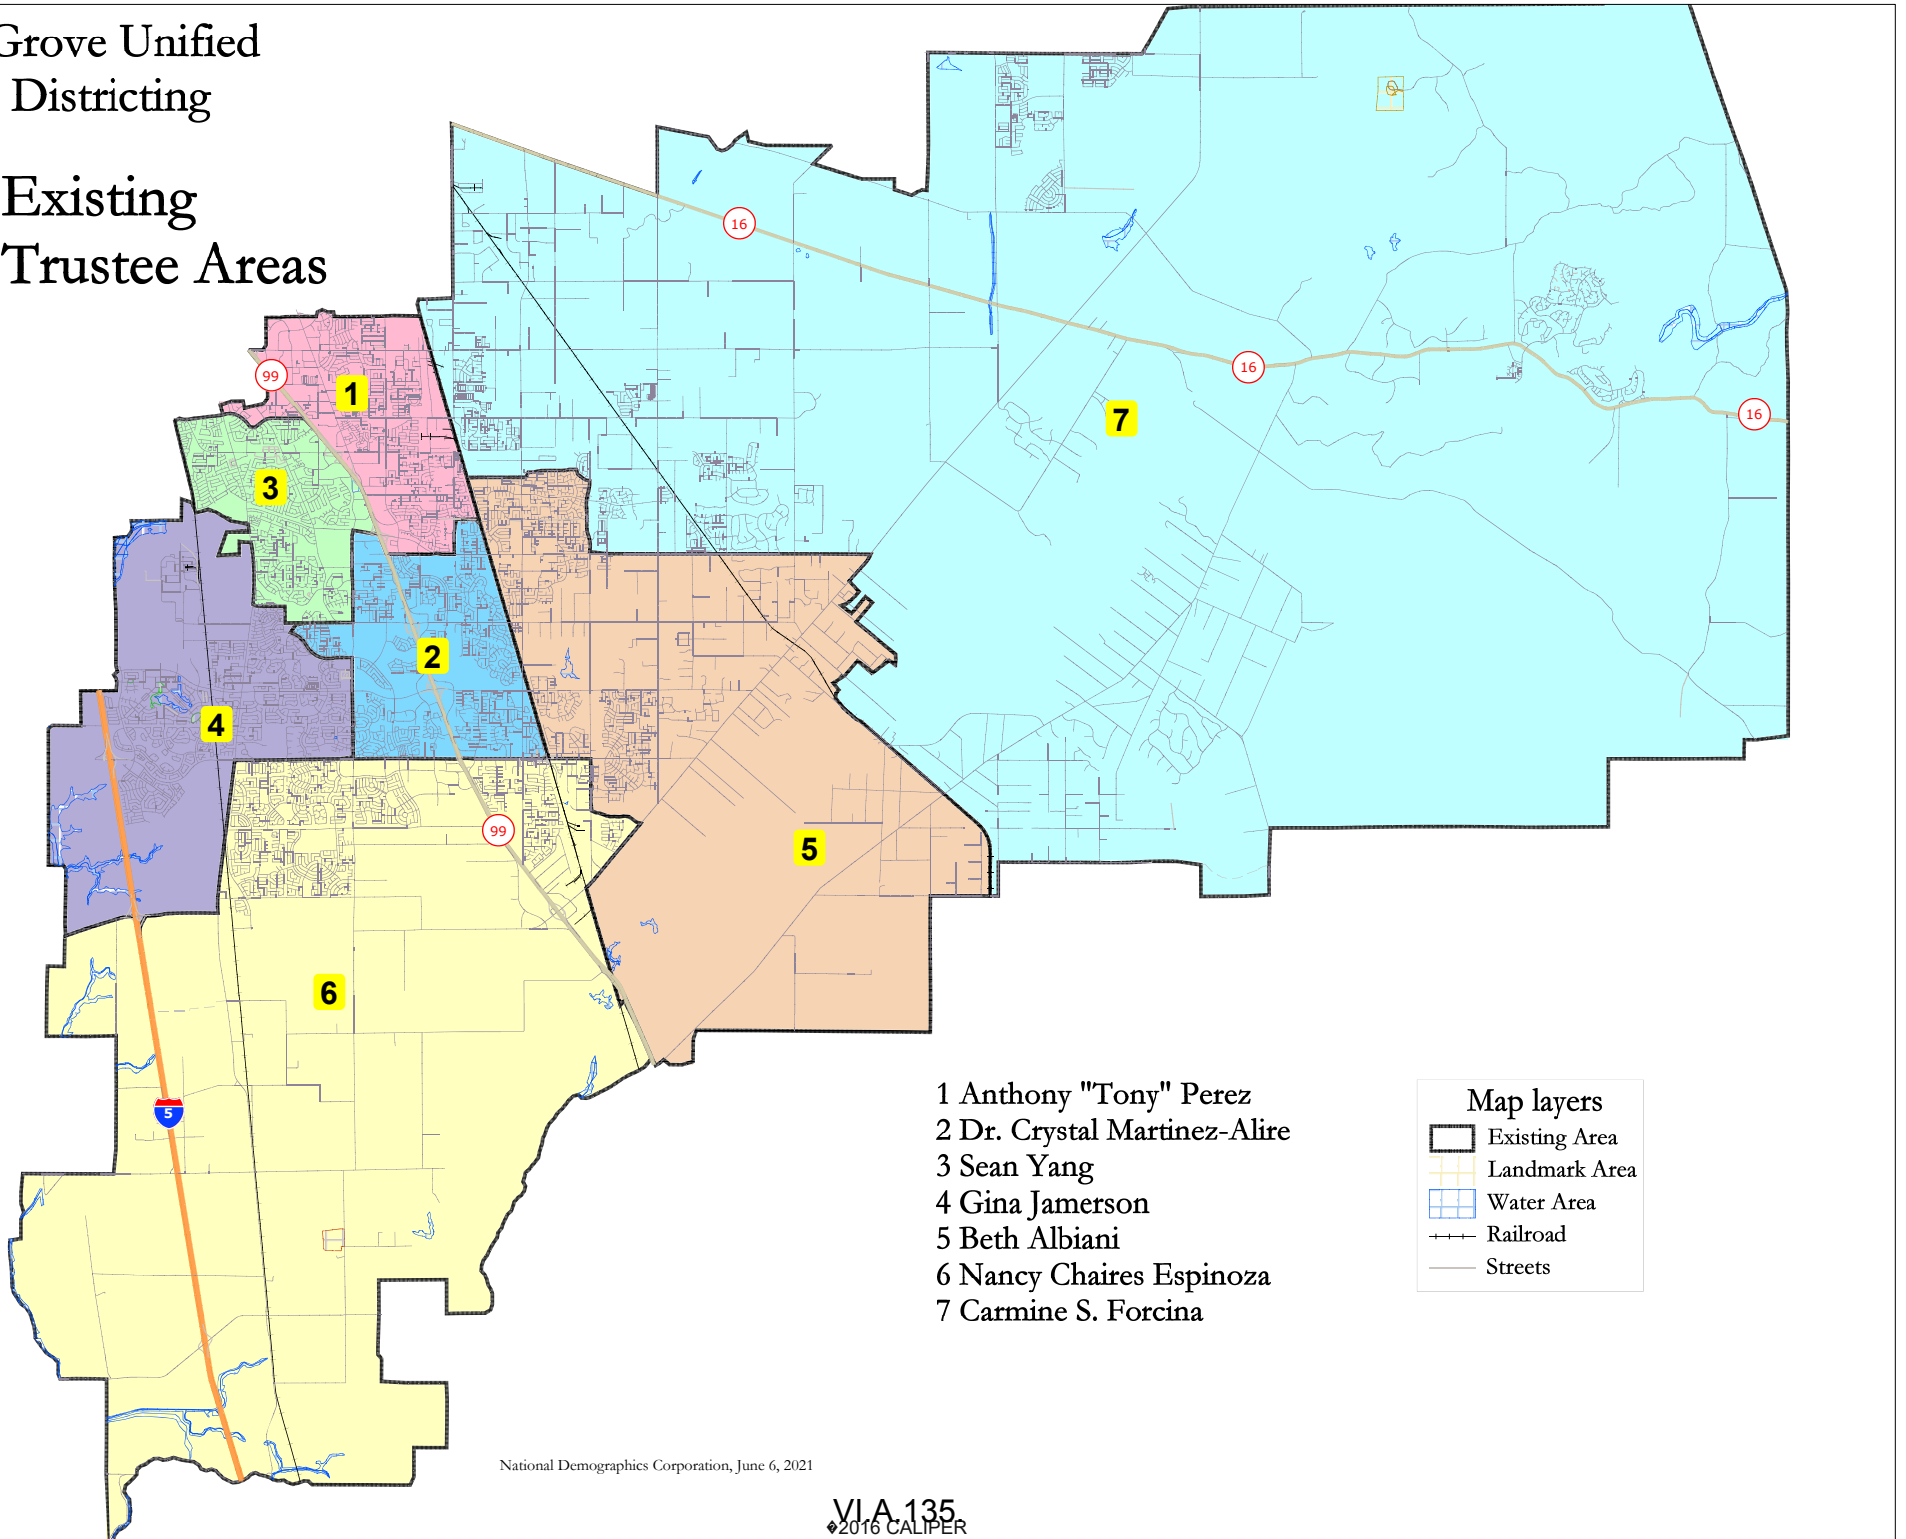 Grove Unified
Districting
Existing
Trustee Areas
16
16
16
99
1
7
3
2
4
99
5
6
5
1 Anthony "Tony" Perez
2 Dr. Crystal Martinez-Alire
3 Sean Yang
4 Gina Jamerson
5 Beth Albiani
6 Nancy Chaires Espinoza
7 Carmine S. Forcina
Map layers
Existing Area
Landmark Area
Water Area
Railroad
Streets
National Demographics Corporation, June 6, 2021
VI.A.135.
�2016 CALIPER